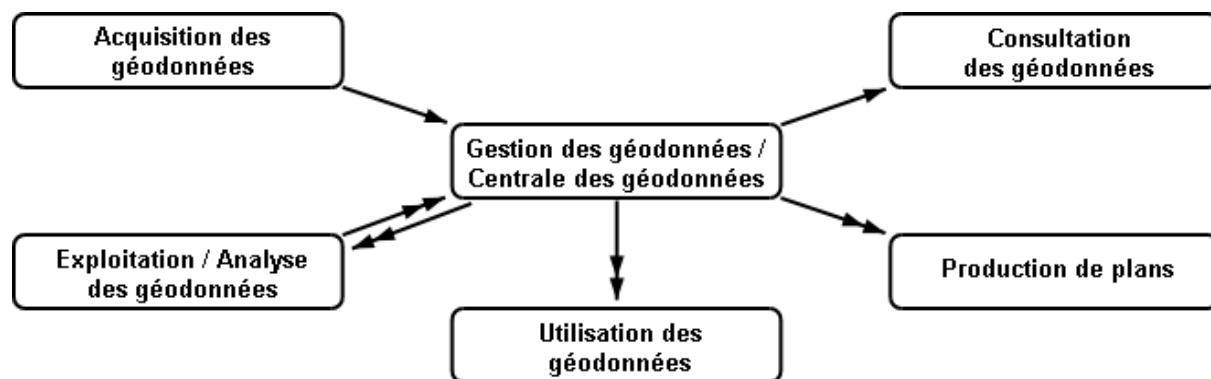 Acquisition des
géodonnées
Consultation
des géodonnées
Gestion des géodonnées /
Centrale des géodonnées
Exploitation / Analyse
des géodonnées
Production de plans
Utilisation des
géodonnées